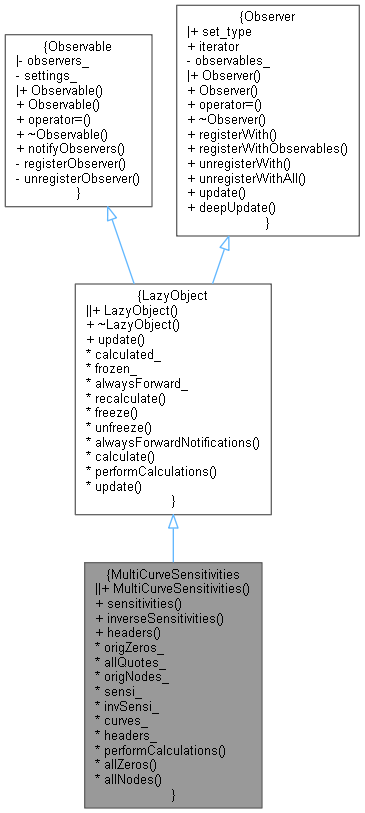 {Observable
|- observers_
- settings_
|+ Observable()
+ Observable()
+ operator=()
+ ~Observable()
+ notifyObservers()
- registerObserver()
- unregisterObserver()
}
{Observer
|+ set_type
+ iterator
- observables_
|+ Observer()
+ Observer()
+ operator=()
+ ~Observer()
+ registerWith()
+ registerWithObservables()
+ unregisterWith()
+ unregisterWithAll()
+ update()
+ deepUpdate()
}
{LazyObject
||+ LazyObject()
+ ~LazyObject()
+ update()
* calculated_
* frozen_
* alwaysForward_
* recalculate()
* freeze()
* unfreeze()
* alwaysForwardNotifications()
* calculate()
* performCalculations()
* update()
}
{MultiCurveSensitivities
||+ MultiCurveSensitivities()
+ sensitivities()
+ inverseSensitivities()
+ headers()
* origZeros_
* allQuotes_
* origNodes_
* sensi_
* invSensi_
* curves_
* headers_
* performCalculations()
* allZeros()
* allNodes()
}